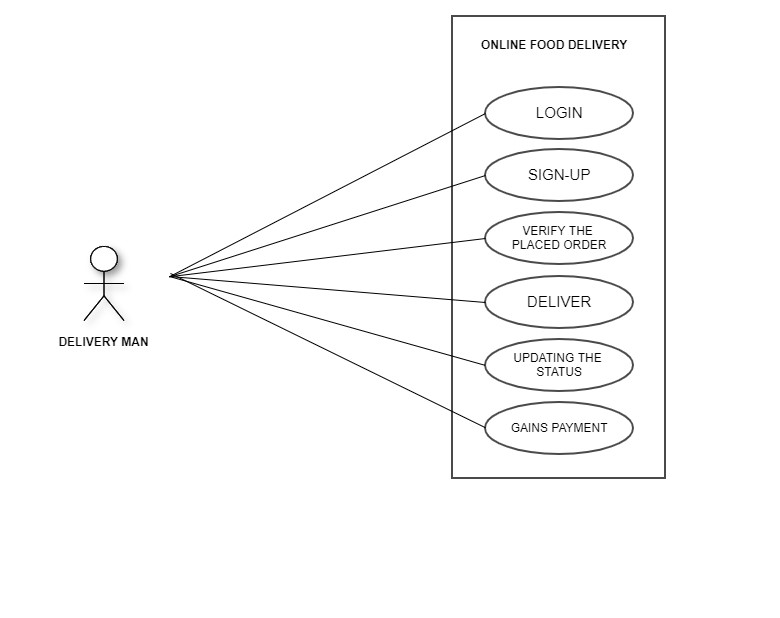 ONLINE FOOD DELIVERY
LOGIN
SIGN-UP
VERIFY THE
PLACED ORDER
DELIVER
UPDATING THE
STATUS
GAINS PAYMENT
DELIVERY MAN